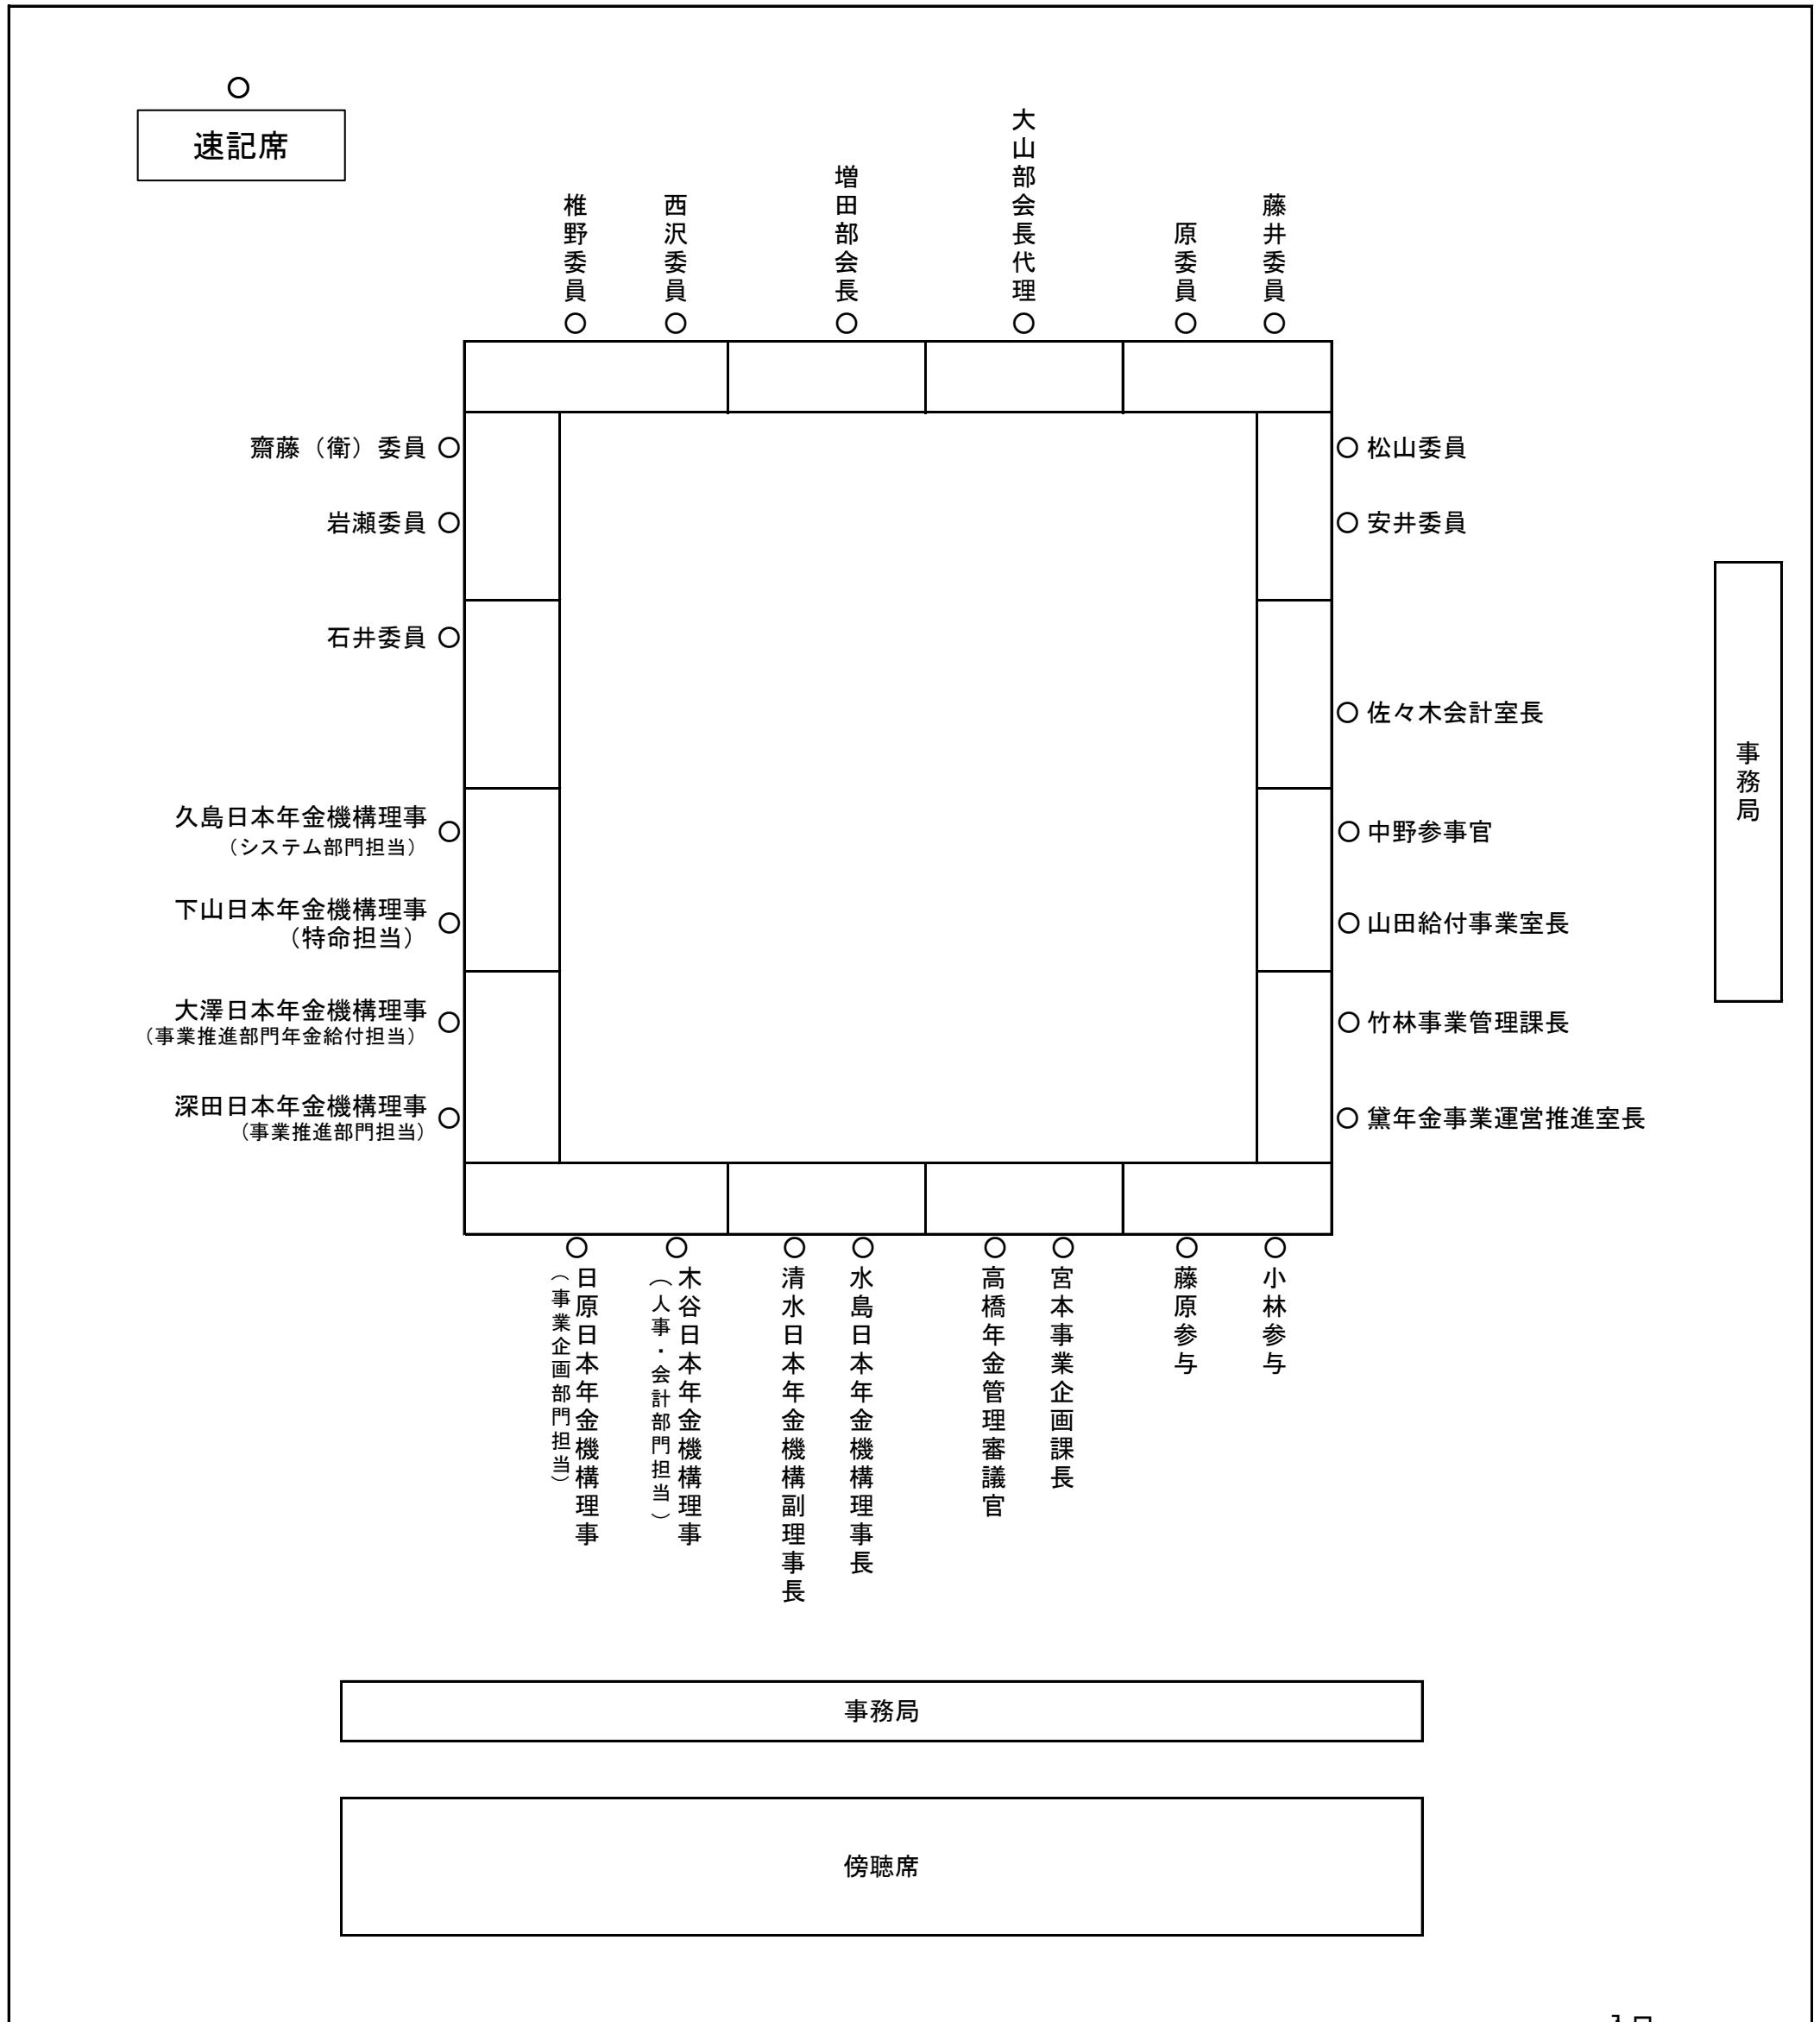 速記席
椎野委員
西沢委員
増田部会長
大山部会長代理
原委員
藤井委員
齋藤（衛）委員
岩瀬委員
石井委員
久島日本年金機構理事
（システム部門担当）
下山日本年金機構理事
（特命担当）
大澤日本年金機構理事
（事業推進部門年金給付担当）
深田日本年金機構理事
（事業推進部門担当）
松山委員
安井委員
佐々木会計室長
中野参事官
山田給付事業室長
竹林事業管理課長
黛年金事業運営推進室長
事務局
日原日本年金機構理事
（事業企画部門担当）
木谷日本年金機構理事
（人事・会計部門担当）
清水日本年金機構副理事長
水島日本年金機構理事長
高橋年金管理審議官
宮本事業企画課長
藤原参与
小林参与
事務局
傍聴席